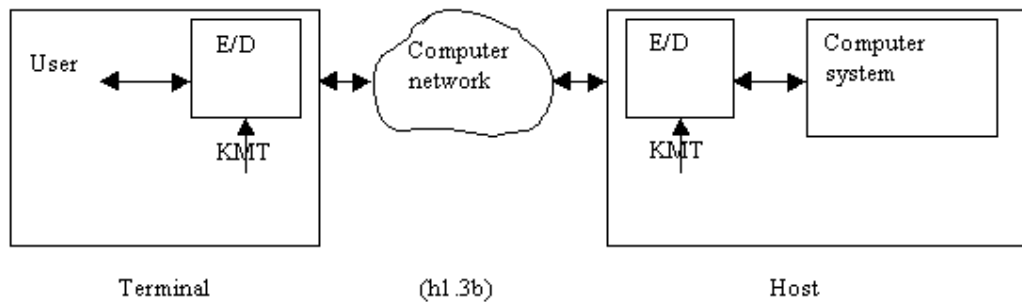 User
E/D
KMT
Computer
network
E/D
KMT
Computer
system
Terminal
(h1.3b)
Host